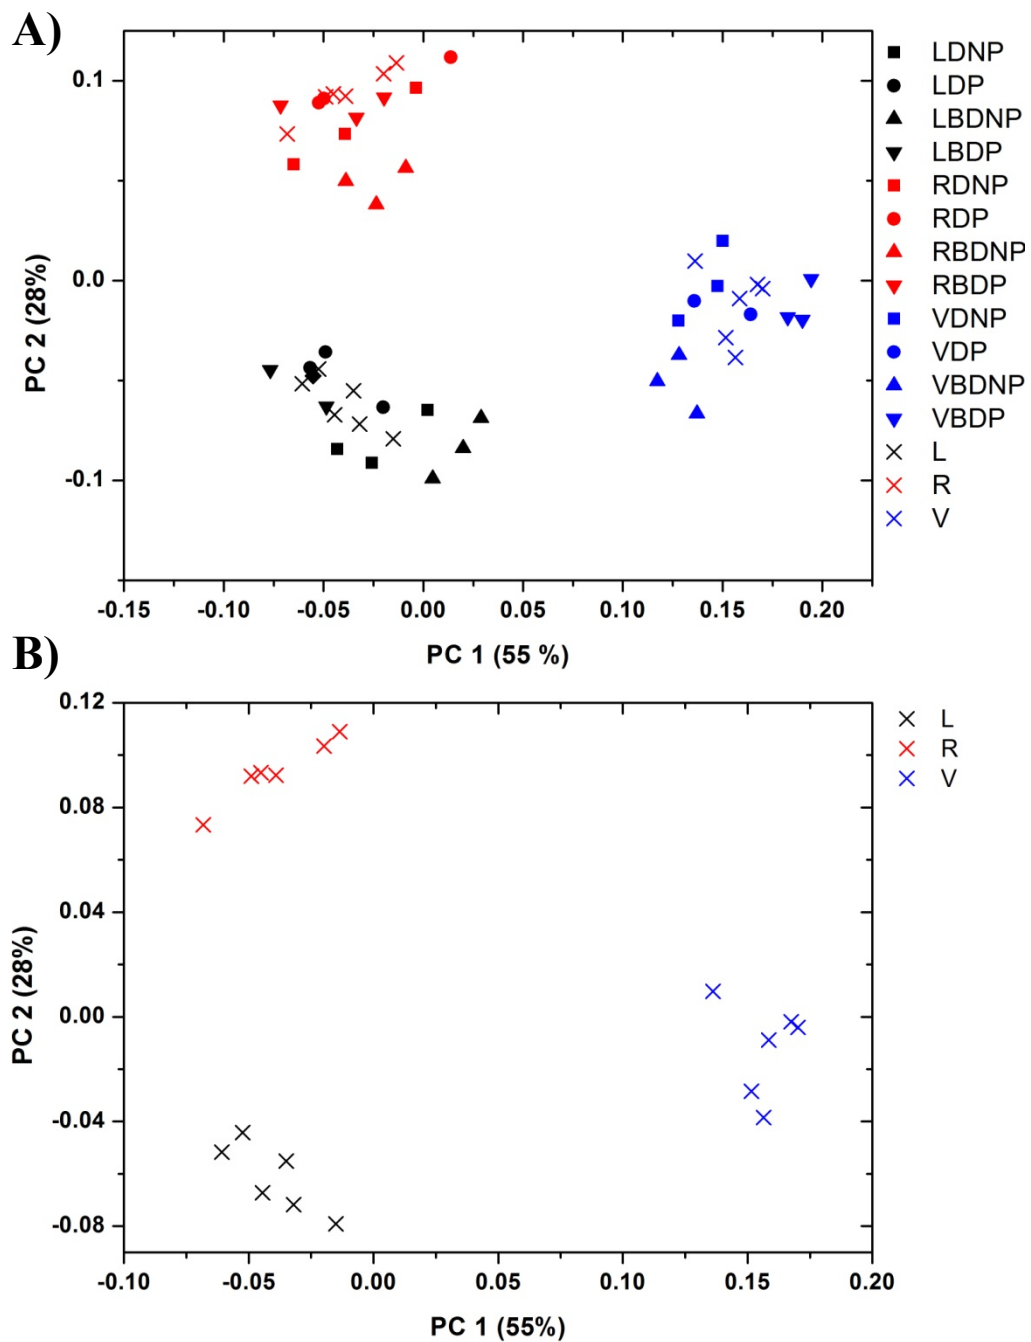 A)
0.1
0.0
-0.1
PC 2 (28%)
-0.15
-0.10
-0.05
0.00
0.05
0.10
0.15
0.20
PC 1 (55 %)
LDNP
LDP
LBDNP
LBDP
RDNP
RDP
RBDNP
RBDP
VDNP
VDP
VBDNP
VBDP
L
R
V
B)
0.12
0.08
0.04
0.00
-0.04
-0.08
PC 2 (28%)
-0.10
-0.05
0.00
0.05
0.10
0.15
0.20
PC 1 (55%)
L
R
V